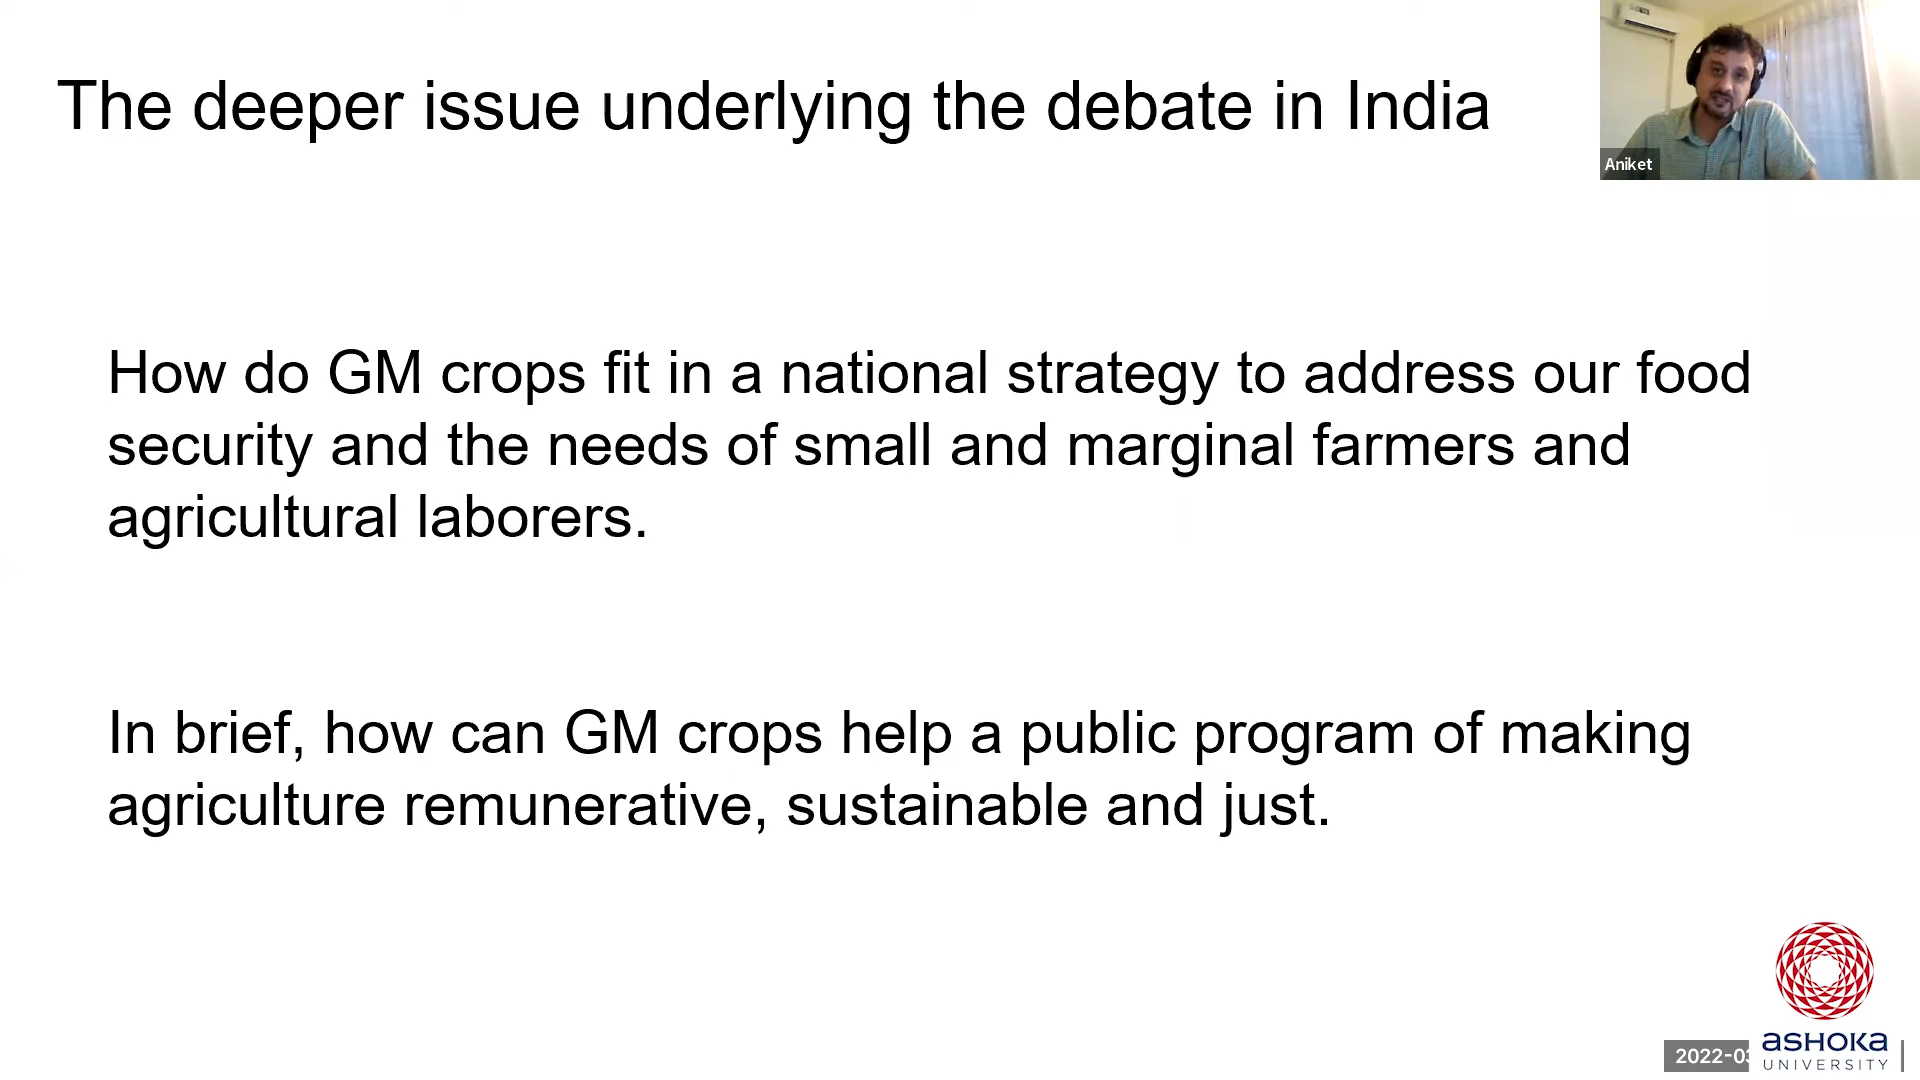 The deeper issue underlying the debate in India
Aniket
How do GM crops fit in a national strategy to address our food
security and the needs of small and marginal farmers and
agricultural laborers.
In brief, how can GM crops help a public program of making
agriculture remunerative, sustainable and just.
2022-03
ASHOKA
UNIVERSITY